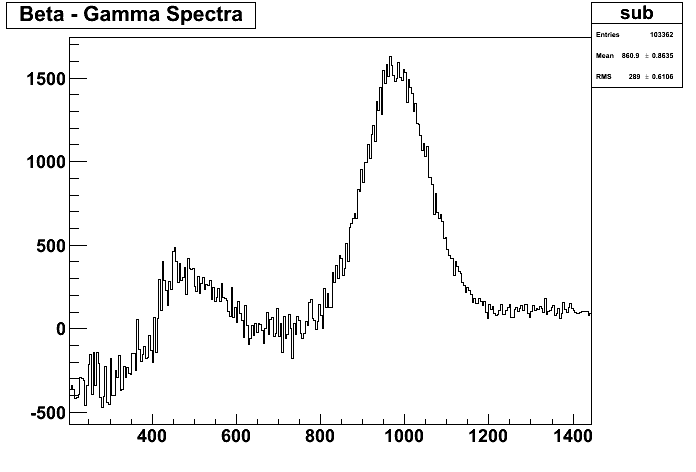 Beta - Gamma Spectra
sub
Entries 103362
Mean 860.9 ± 0.8635
RMS 289 ± 0.6106
1500
1000
500
0
-500
400 600 800 1000 1200 1400